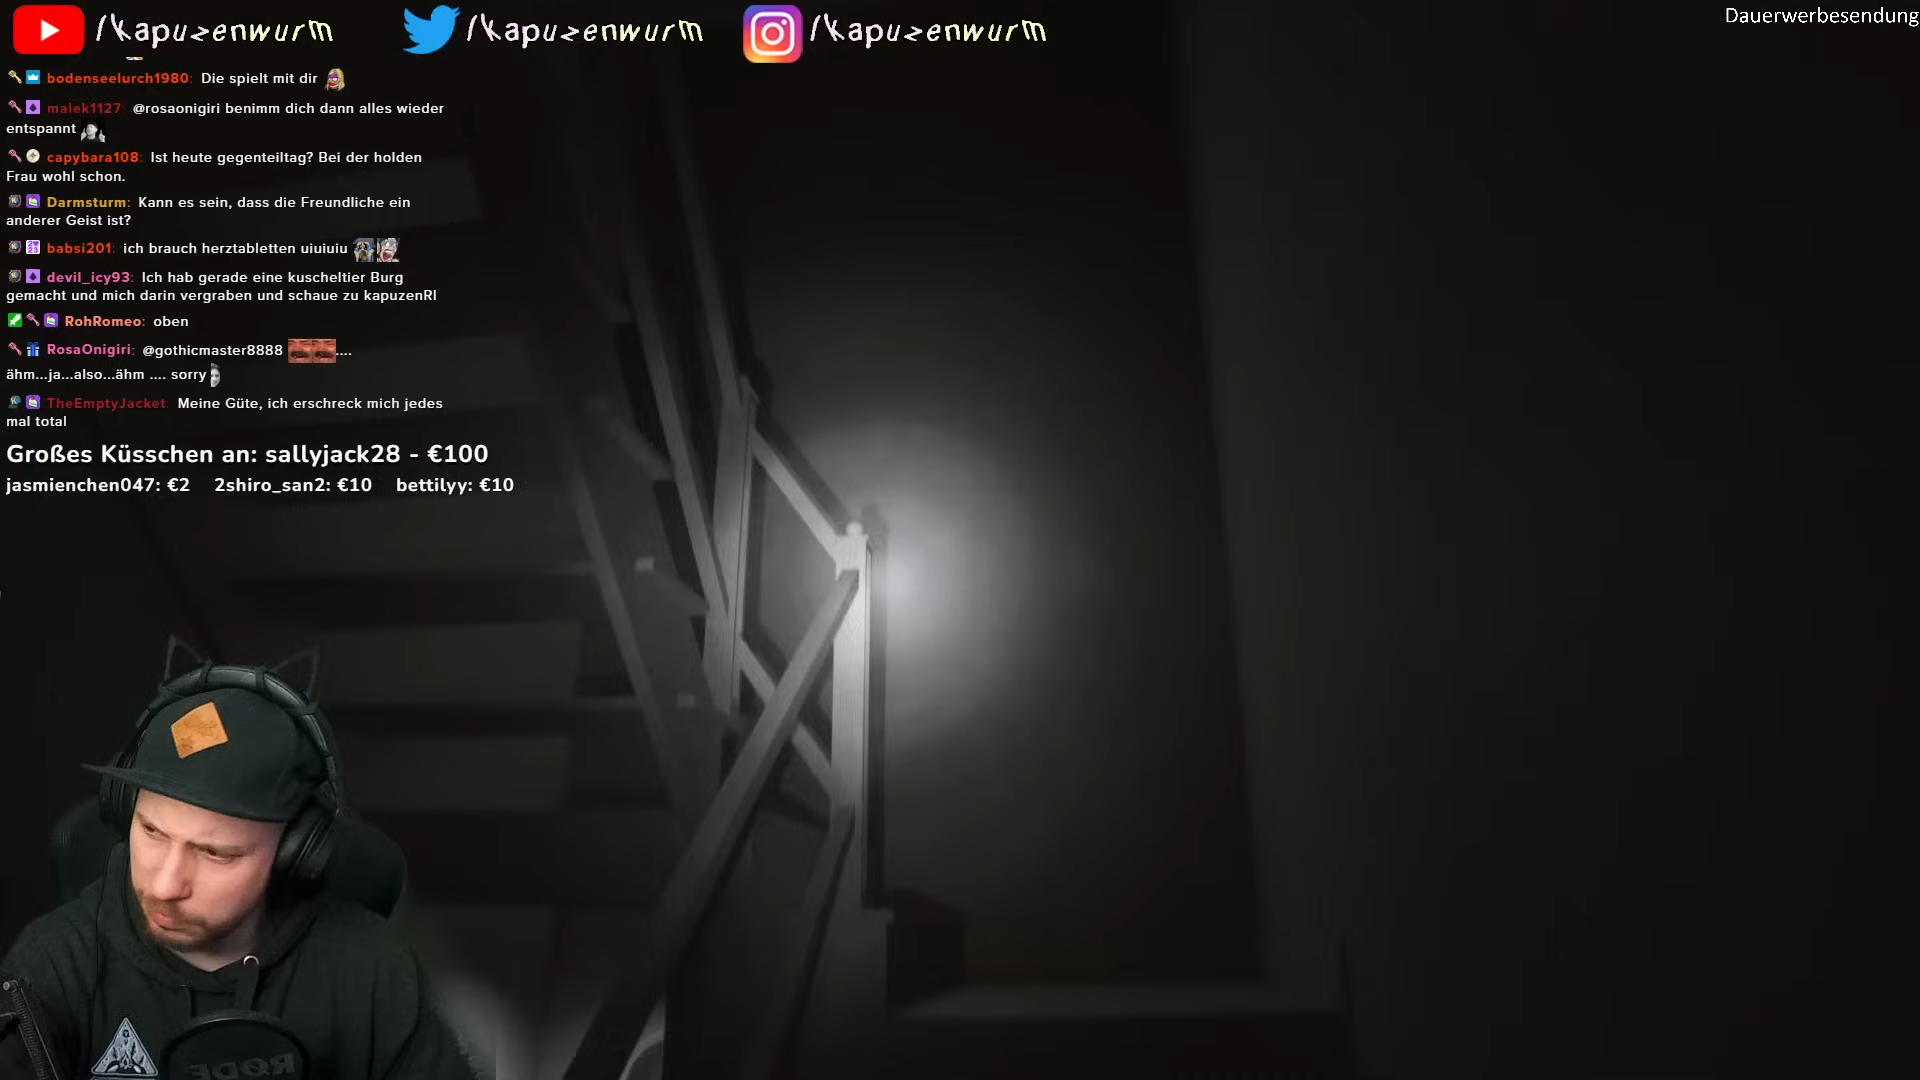 /kapuzenwurm /kapuzenwurm /kapuzenwurm
Dauerwerbesendung
bodenseelurch1980: Die spielt mit dir
malek1127: @rosaonigiri benimm dich dann alles wieder
entspannt
capybara108: Ist heute gegenteiltag? Bei der holden
Frau wohl schon.
Darmsturm: Kann es sein, dass die Freundliche ein
anderer Geist ist?
babsi201: ich brauch herztabletten uiuiuiu
devil_icy93: Ich hab gerade eine kuscheltier Burg
gemacht und mich darin vergraben und schaue zu kapuzenRI
RohRomeo: oben
RosaOnigiri: @gothicmaster8888 ....
ähm...ja...also...ähm .... sorry
TheEmptyJacket: Meine Güte, ich erschreck mich jedes
mal total
Großes Küsschen an: sallyjack28 - €100
jasmienchen047: €2 2shiro_san2: €10 bettilyy: €10
RØDE